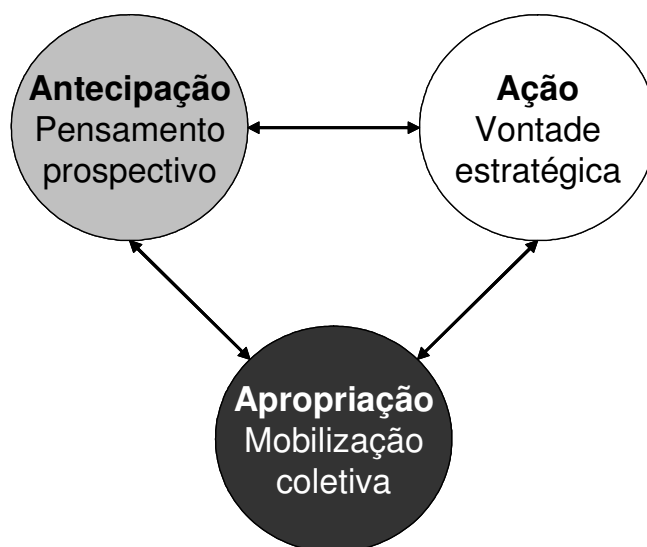 Antecipação
Pensamento
prospectivo
Ação
Vontade
estratégica
Apropriação
Mobilização
coletiva